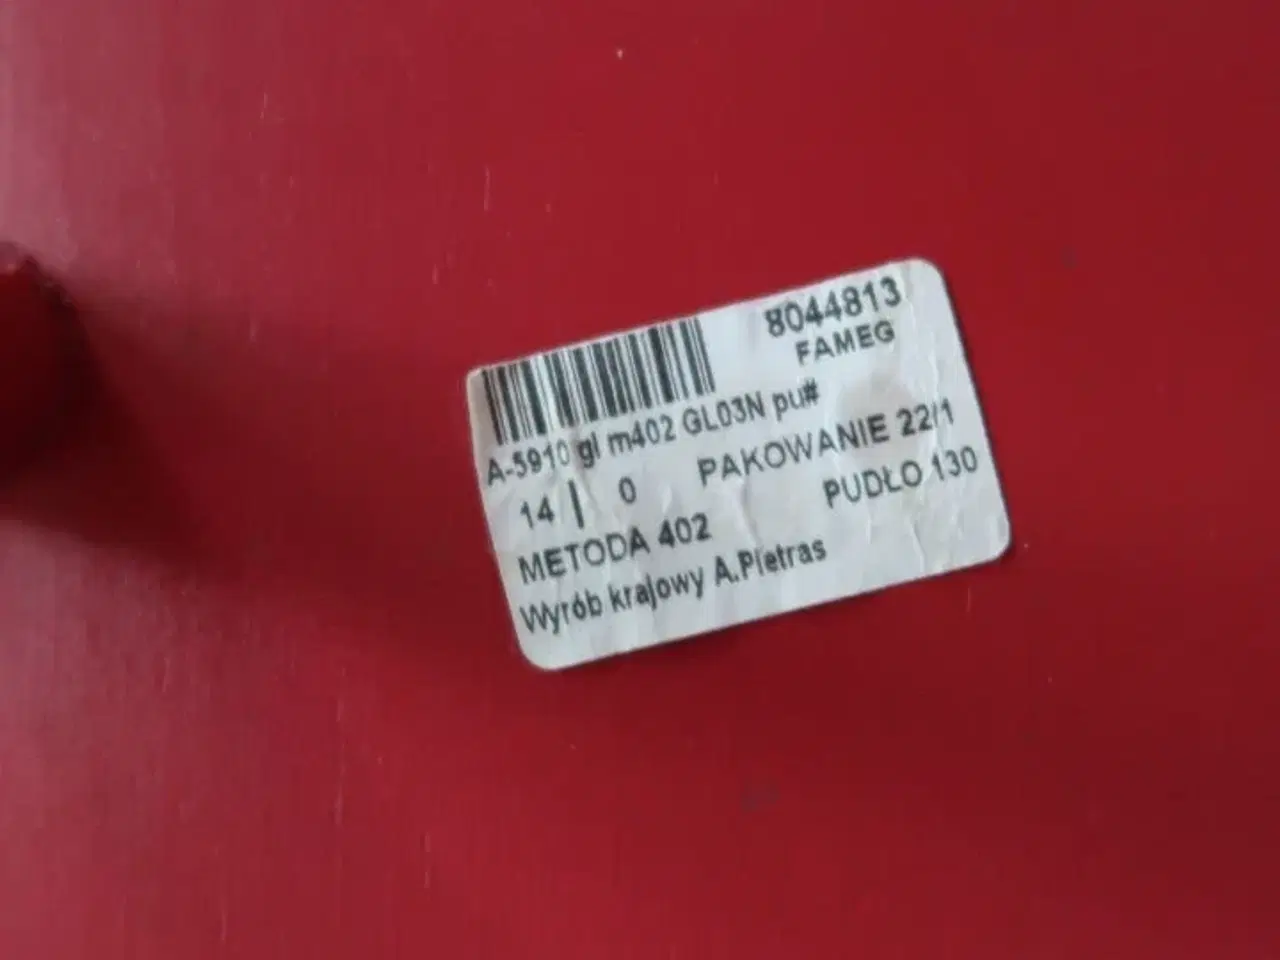 8044813
FAMEG
A-5910 gl m402 GL03N pu#
14 | 0 PAKOWANIE 22/1
PUDŁO 130
METODA 402
Wyrób krajowy A.Pietras